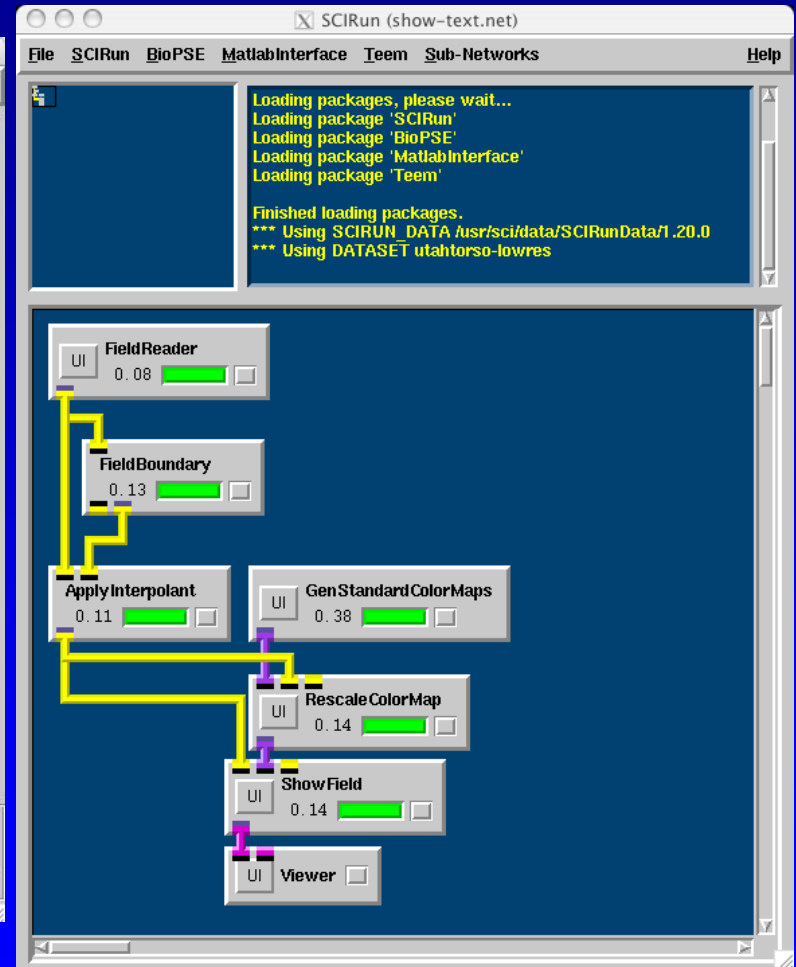 SCIRun (show-text.net)
File SCIRun BioPSE MatlabInterface Teem Sub-Networks Help
Loading packages, please wait...
Loading package 'SCIRun'
Loading package 'BioPSE'
Loading package 'MatlabInterface'
Loading package 'Teem'
Finished loading packages.
*** Using SCIRUN_DATA /usr/sci/data/SCIRunData/1.20.0
*** Using DATASET utahtorso-lowres
UI FieldReader
0.08
FieldBoundary
0.13
ApplyInterpolant
0.11
UI GenStandardColorMaps
0.38
UI RescaleColorMap
0.14
UI ShowField
0.14
UI Viewer